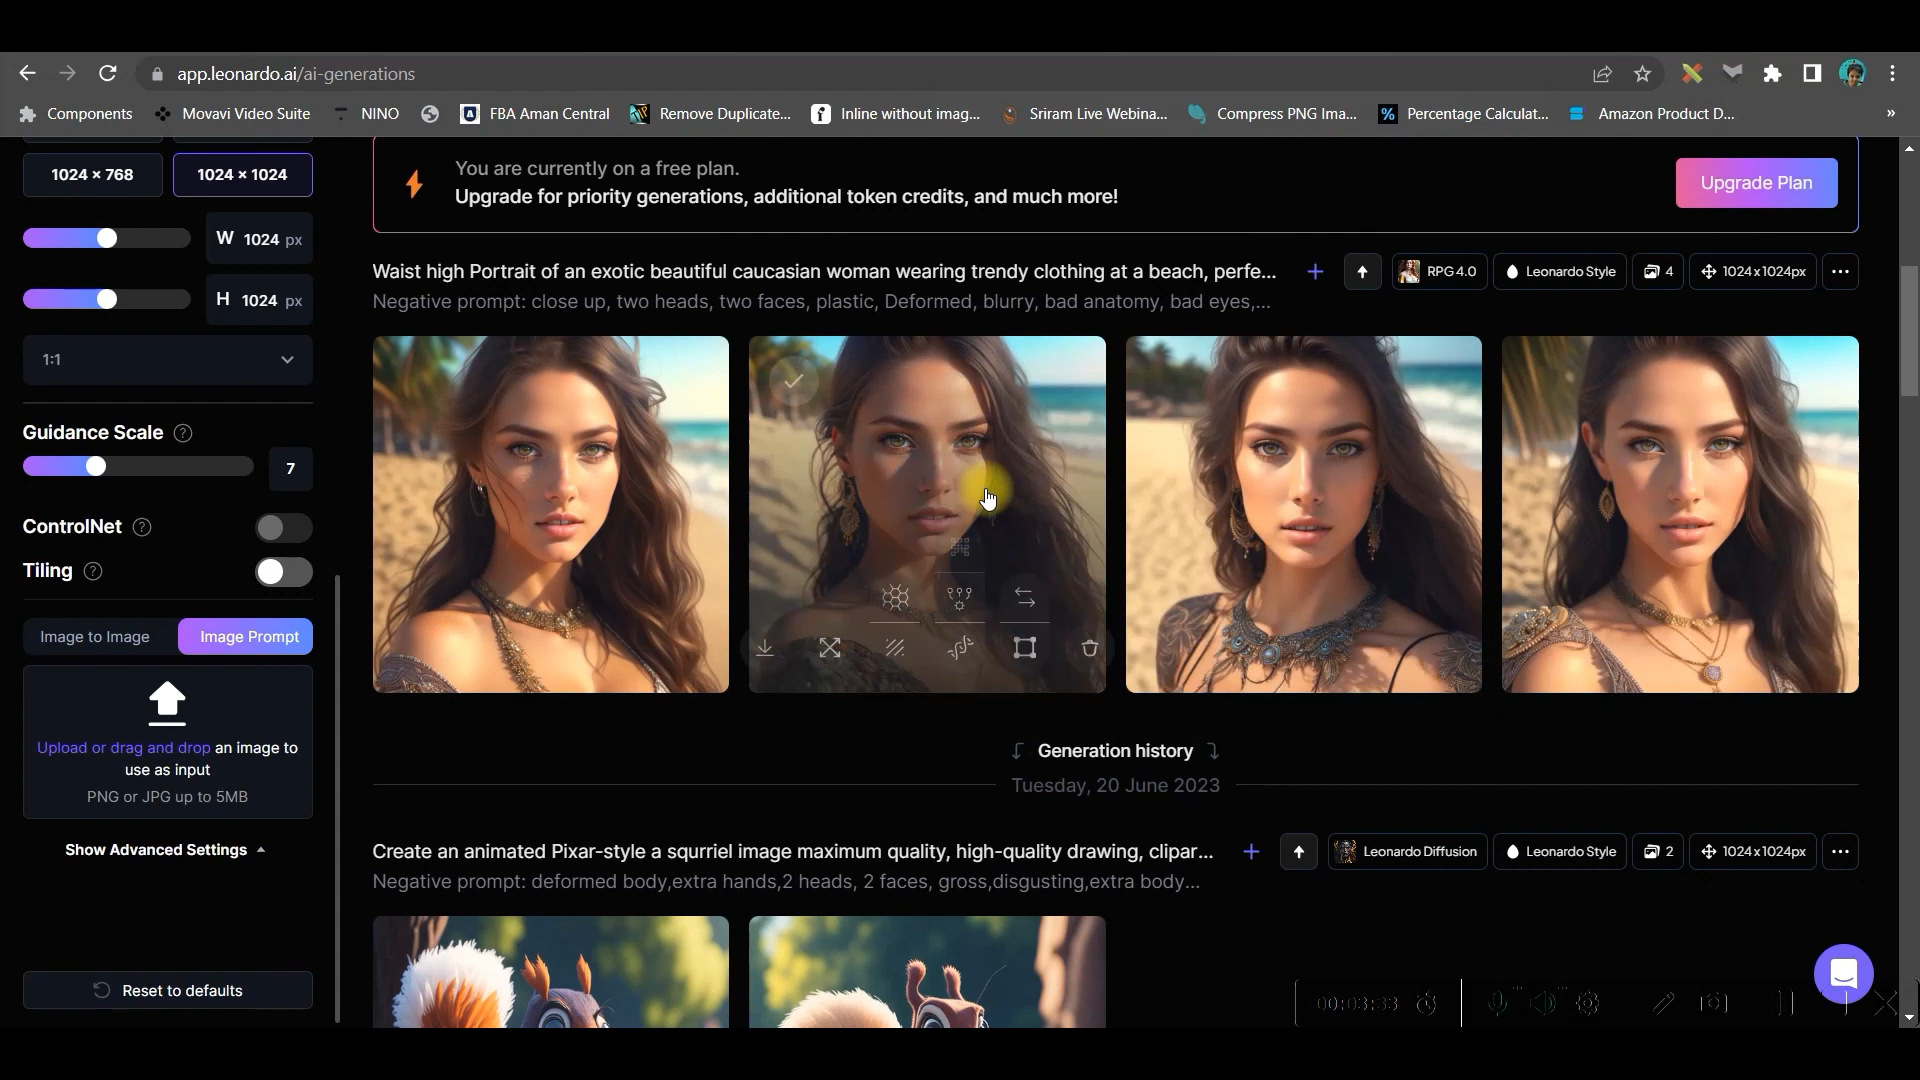 app.leonardo.ai/ai-generations
Components
Movavi Video Suite
NINO
FBA Aman Central
Remove Duplicate...
Inline without imag...
Sriram Live Webina...
Compress PNG Ima...
Percentage Calculat...
Amazon Product D...
»
1024 × 768
1024 × 1024
W 1024 px
H 1024 px
1:1
Guidance Scale ?
7
ControlNet ?
Tiling ?
Image to Image
Image Prompt
Upload or drag and drop an image to
use as input
PNG or JPG up to 5MB
Show Advanced Settings
Reset to defaults
You are currently on a free plan.
Upgrade for priority generations, additional token credits, and much more!
Upgrade Plan
Waist high Portrait of an exotic beautiful caucasian woman wearing trendy clothing at a beach, perfe...
RPG 4.0
Leonardo Style
4
1024x1024px
Negative prompt: close up, two heads, two faces, plastic, Deformed, blurry, bad anatomy, bad eyes,...
Generation history
Tuesday, 20 June 2023
Create an animated Pixar-style a squrriel image maximum quality, high-quality drawing, clipar...
Leonardo Diffusion
Leonardo Style
2
1024x1024px
Negative prompt: deformed body,extra hands,2 heads, 2 faces, gross,disgusting,extra body...
00:03:33